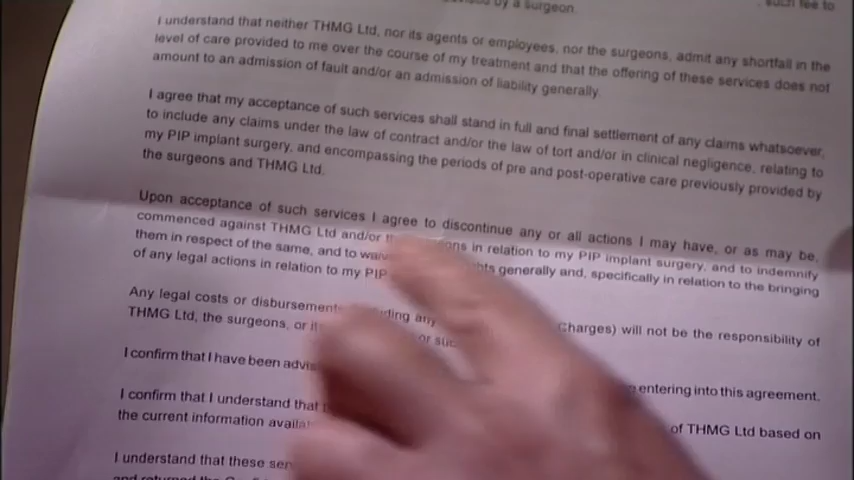 by a surgeon. such fee to
I understand that neither THMG Ltd, nor its agents or employees, nor the surgeons, admit any shortfall in the
level of care provided to me over the course of my treatment and that the offering of these services does not
amount to an admission of fault and/or an admission of liability generally.
I agree that my acceptance of such services shall stand in full and final settlement of any claims whatsoever,
to include any claims under the law of contract and/or the law of tort and/or in clinical negligence, relating to
my PIP implant surgery, and encompassing the periods of pre and post-operative care previously provided by
the surgeons and THMG Ltd.
Upon acceptance of such services I agree to discontinue any or all actions I may have, or as may be,
commenced against THMG Ltd and/or in relation to my PIP implant surgery, and to indemnify
them in respect of the same, and to generally and, specifically in relation to the bringing
of any legal actions in relation to my PIP
Any legal costs or disbursements any Charges) will not be the responsibility of
THMG Ltd, the surgeons, or
I confirm that I have been entering into this agreement.
I confirm that I understand that of THMG Ltd based on
the current information
I understand that these
and returned the